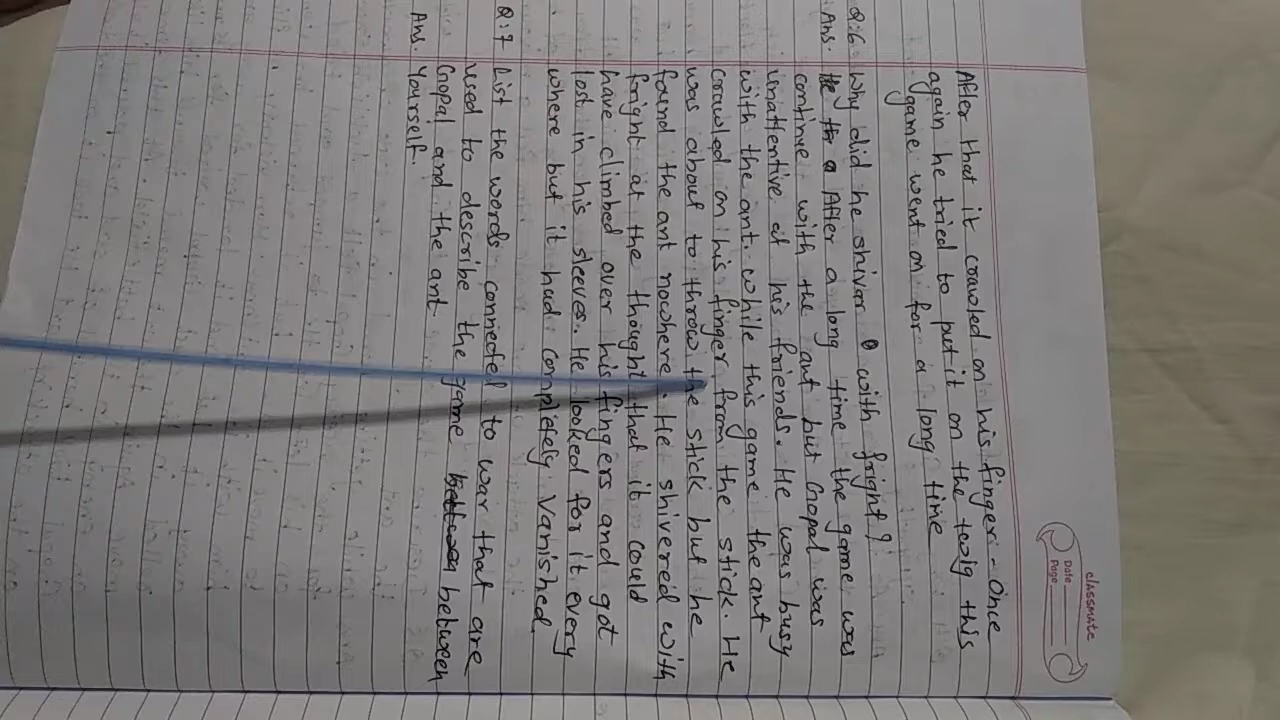 classmate
Date
Page
After that it crawled on his finger. Once
again he tried to put it on the twig this
game went on for a long time
Q:6. Why did he shivar with fright?
Ans. After a long time the game was
continue with the ant but Gopal was
unattentive at his friends. He was busy
with the ant. while this game the ant
crawled on his finger from the stick. He
was about to throw the stick but he
found the ant nowhere. He shivered with
fright at the thought that it could
have climbed over his fingers and got
lost in his sleeves. He looked for it every
where but it had completely vanished
Q:7 List the words connected to war that are
used to describe the game between
Gopal and the ant
Ans. Yourself.